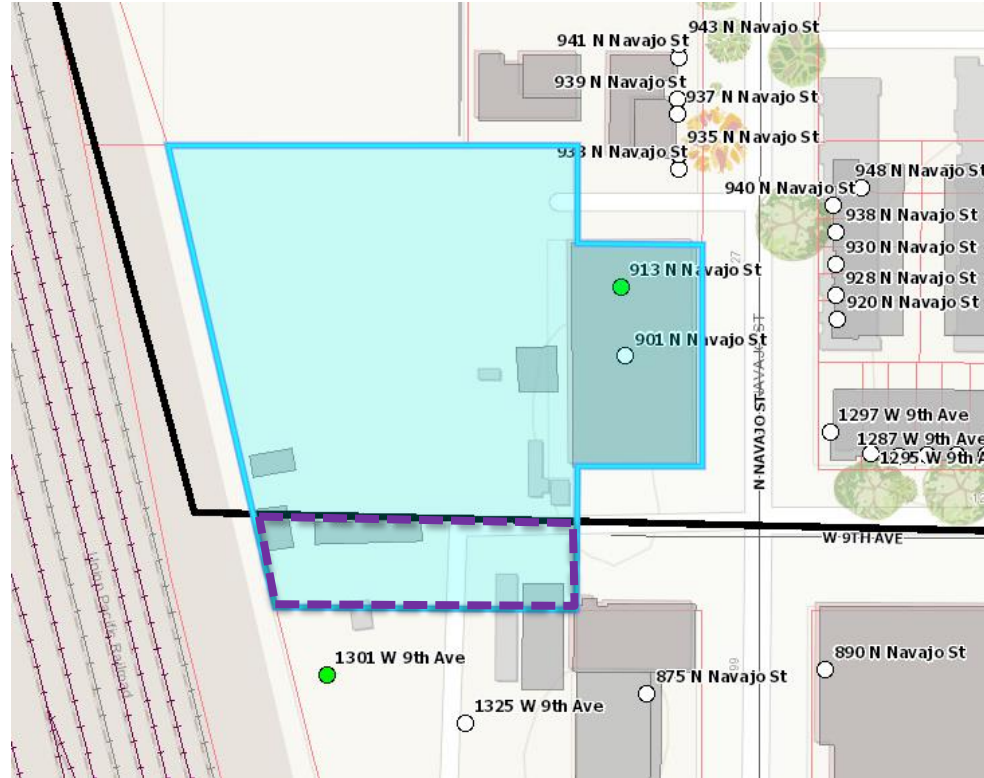 943 N Navajo St
941 N Navajo St
939 N Navajo St
937 N Navajo St
935 N Navajo St
933 N Navajo St
948 N Navajo St
940 N Navajo St
938 N Navajo St
930 N Navajo St
928 N Navajo St
920 N Navajo St
27
913 N Navajo St
901 N Navajo St
N NAVAJO ST
1297 W 9th Ave
1287 W 9th Ave
1295 W 9th A
W 9TH AVE
Union Pacific Railroad
1301 W 9th Ave
1325 W 9th Ave
875 N Navajo St
99
890 N Navajo St